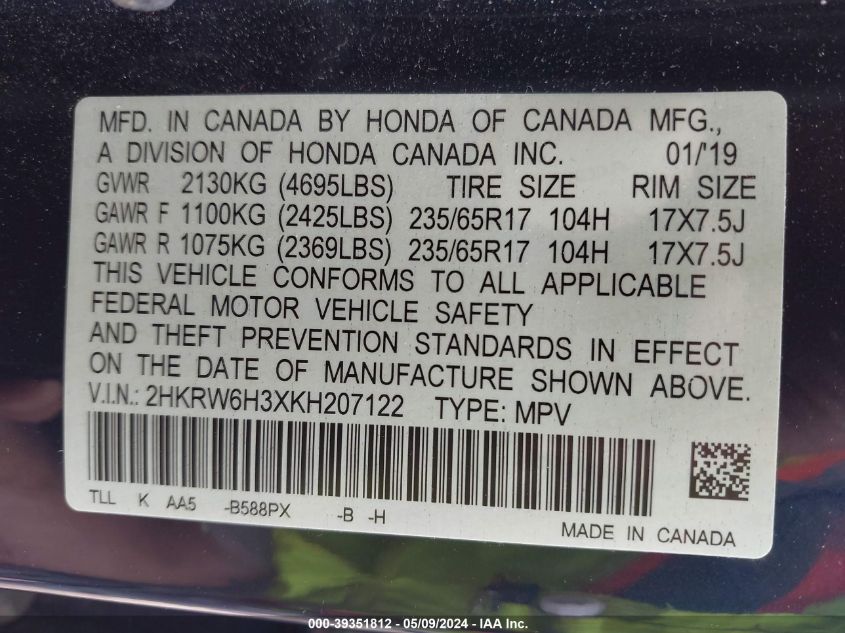 MFD. IN CANADA BY HONDA OF CANADA MFG.,
A DIVISION OF HONDA CANADA INC. 01/'19
GVWR 2130KG (4695LBS) TIRE SIZE RIM SIZE
GAWR F 1100KG (2425LBS) 235/65R17 104H 17X7.5J
GAWR R 1075KG (2369LBS) 235/65R17 104H 17X7.5J
THIS VEHICLE CONFORMS TO ALL APPLICABLE
FEDERAL MOTOR VEHICLE SAFETY
AND THEFT PREVENTION STANDARDS IN EFFECT
ON THE DATE OF MANUFACTURE SHOWN ABOVE.
V.I.N.: 2HKRW6H3XKH207122 TYPE: MPV
TLL K AA5 -B588PX -B -H
MADE IN CANADA
000-39351812 - 05/09/2024 - IAA Inc.